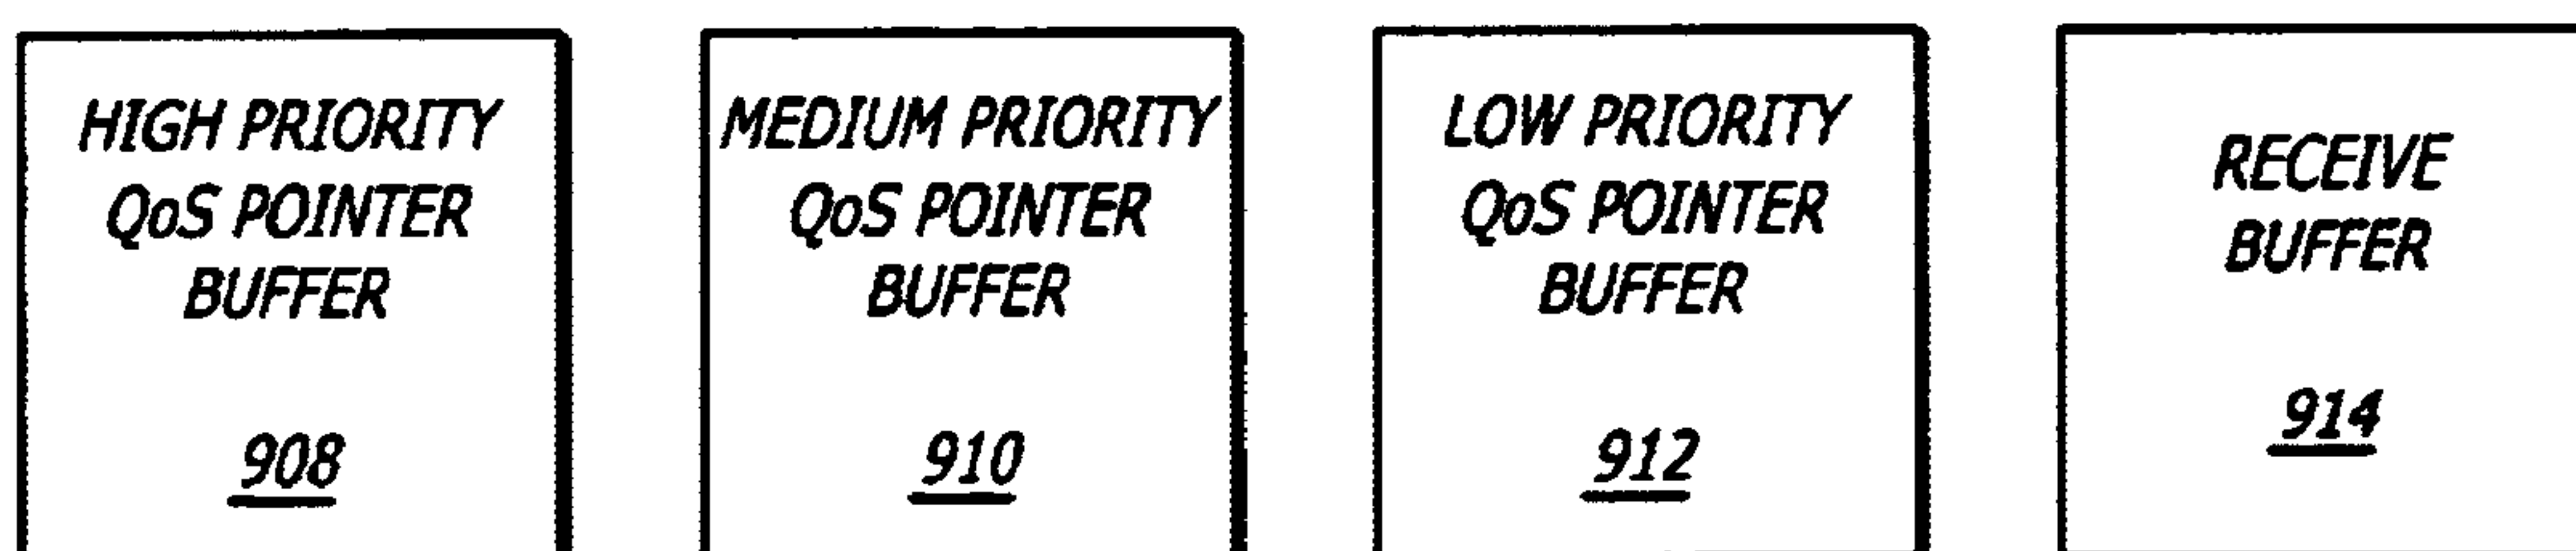 HIGH PRIORITY
QoS POINTER
BUFFER
908
MEDIUM PRIORITY
QoS POINTER
BUFFER
910
LOW PRIORITY
QoS POINTER
BUFFER
912
RECEIVE
BUFFER
914